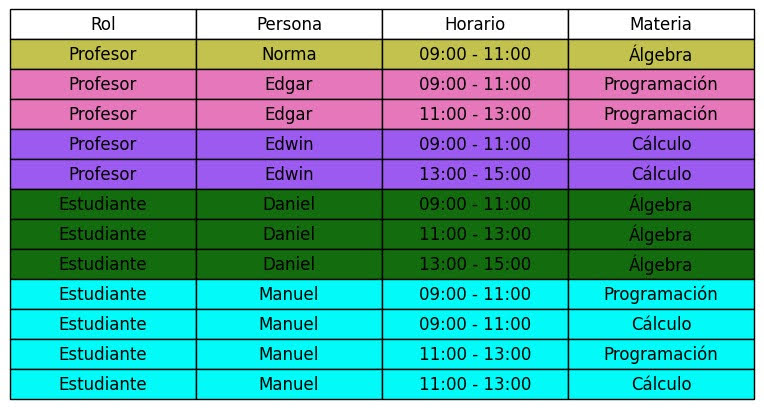 Rol Persona Horario Materia
Profesor Norma 09:00 - 11:00 Álgebra
Profesor Edgar 09:00 - 11:00 Programación
Profesor Edgar 11:00 - 13:00 Programación
Profesor Edwin 09:00 - 11:00 Cálculo
Profesor Edwin 13:00 - 15:00 Cálculo
Estudiante Daniel 09:00 - 11:00 Álgebra
Estudiante Daniel 11:00 - 13:00 Álgebra
Estudiante Daniel 13:00 - 15:00 Álgebra
Estudiante Manuel 09:00 - 11:00 Programación
Estudiante Manuel 09:00 - 11:00 Cálculo
Estudiante Manuel 11:00 - 13:00 Programación
Estudiante Manuel 11:00 - 13:00 Cálculo